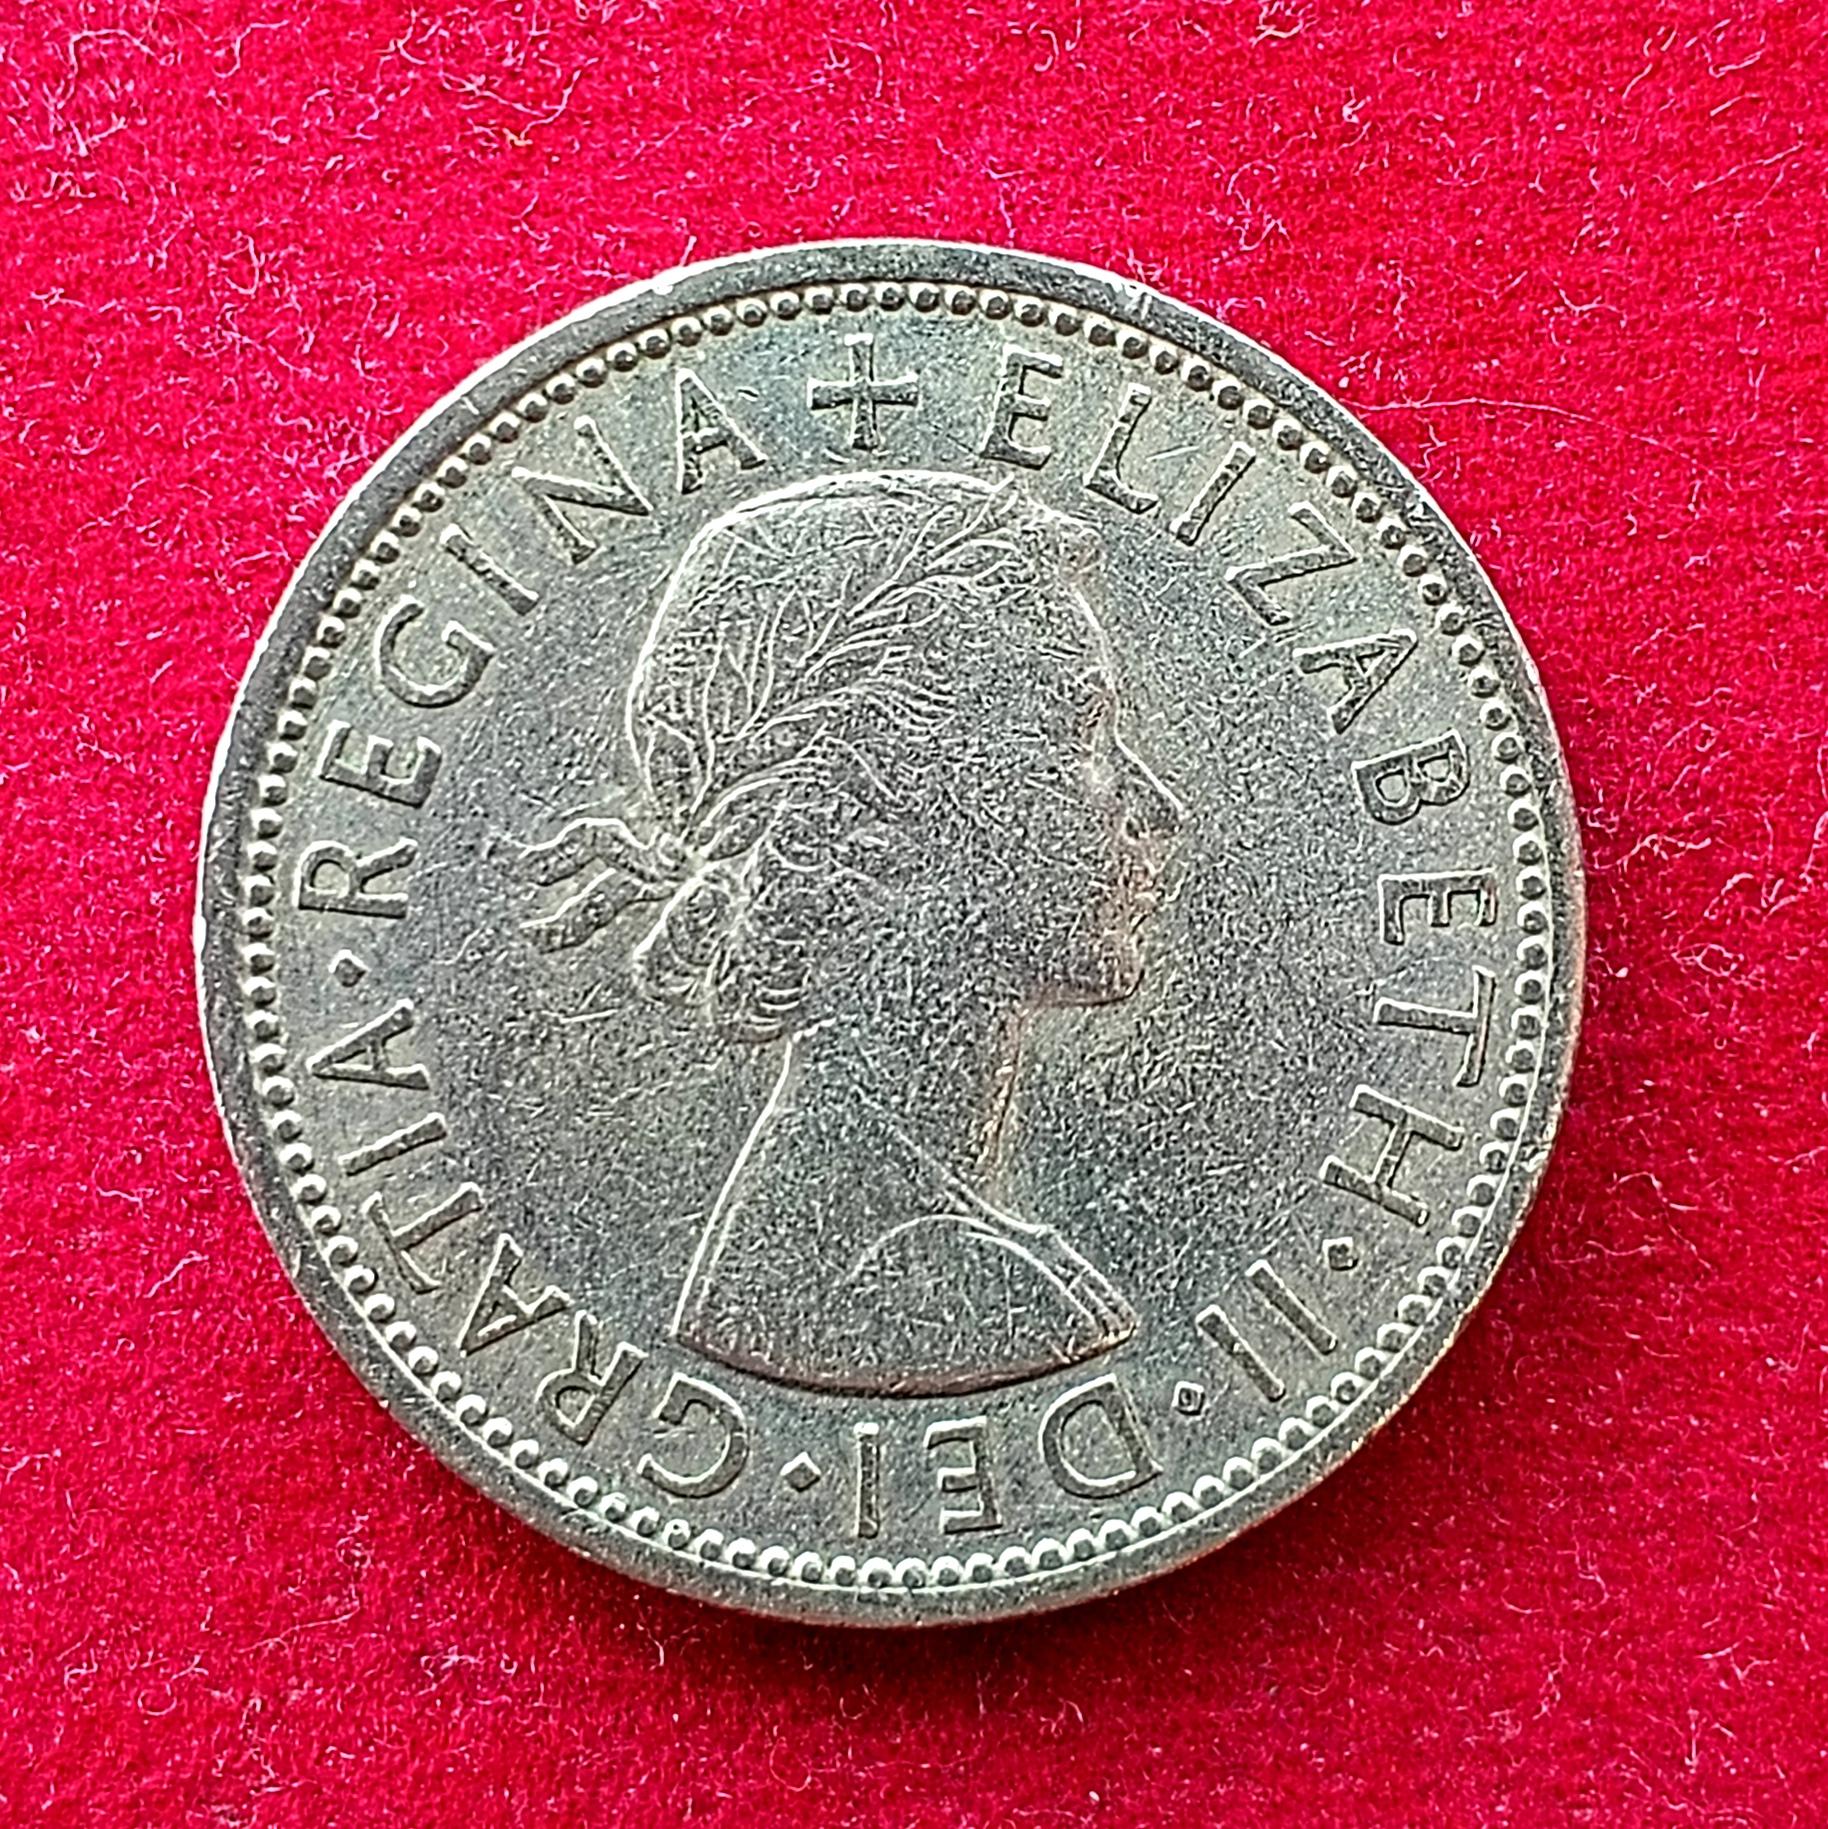 + ELIZABETH · II · DEI · GRATIA · REGINA